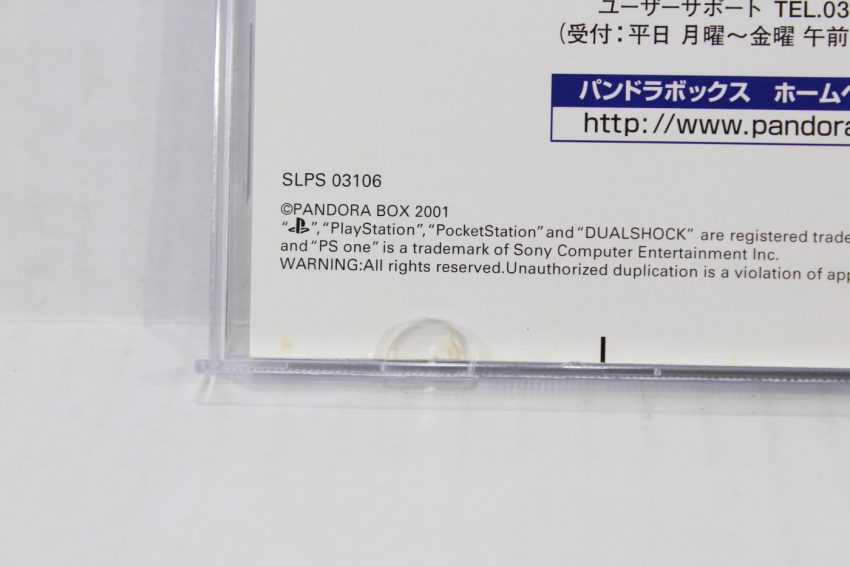 ユーザーサポート TEL.03
(受付：平日 月曜～金曜 午前
パンドラボックス ホーム
http://www.pandora
SLPS 03106
©PANDORA BOX 2001
“ ”,“PlayStation”,“PocketStation” and “DUALSHOCK” are registered trade
and “PS one” is a trademark of Sony Computer Entertainment Inc.
WARNING:All rights reserved.Unauthorized duplication is a violation of app